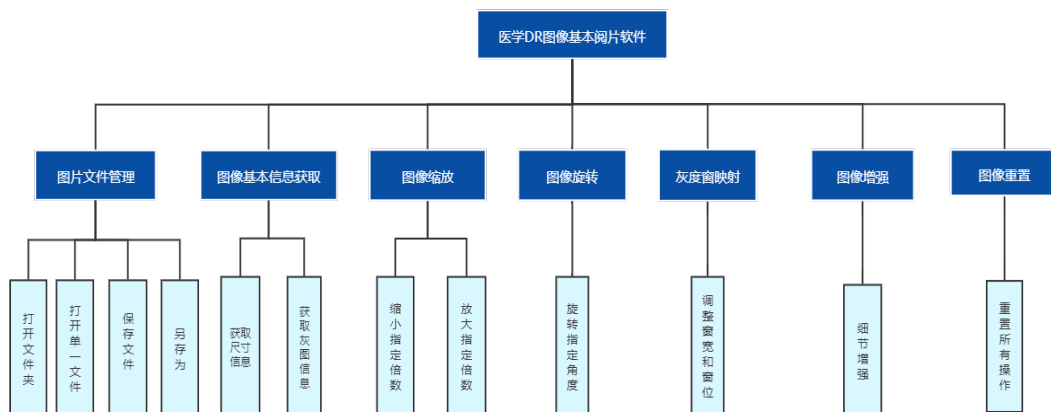 医学DR图像基本阅片软件
图片文件管理
图像基本信息获取
图像缩放
图像旋转
灰度窗映射
图像增强
图像重置
打开文件夹
打开单一文件
保存文件
另存为
获取
尺寸
信息
获取灰图信息
缩小指定倍数
放大指定倍数
旋转指定角度
调整窗宽和窗位
细节增强
重置所有操作